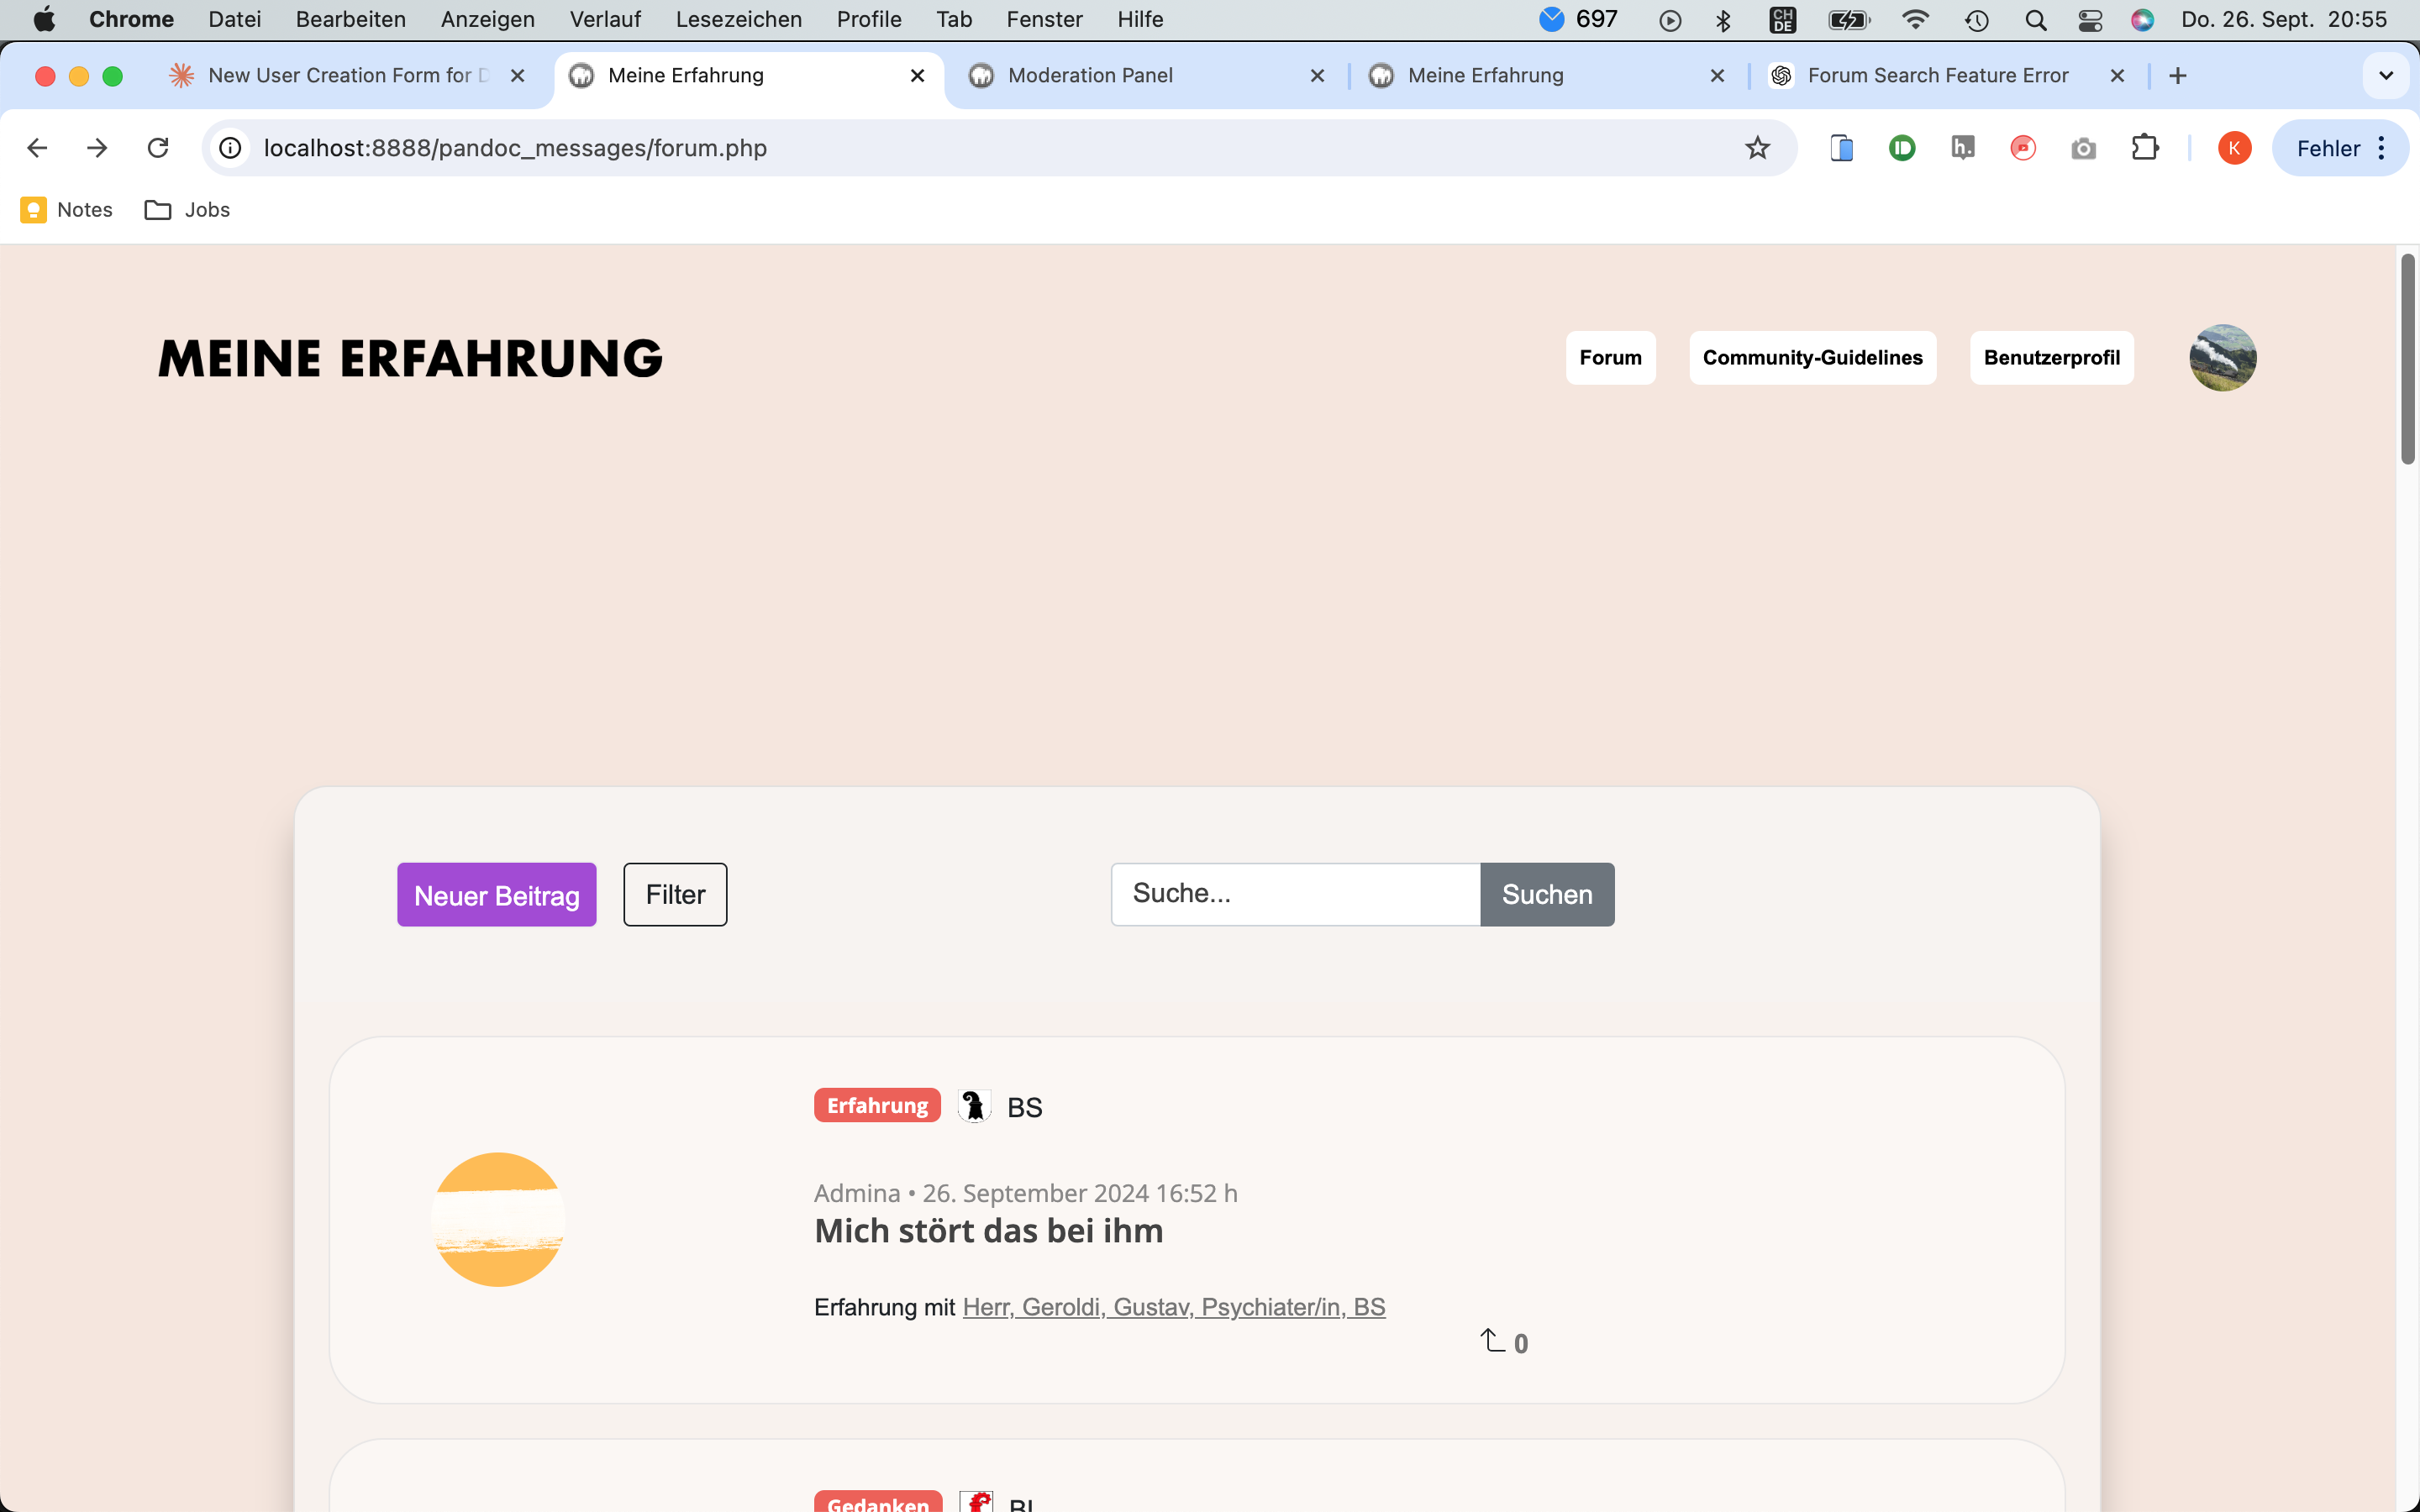 Chrome Datei Bearbeiten Anzeigen Verlauf Lesezeichen Profile Tab Fenster Hilfe 697 CH DE Do. 26. Sept. 20:55
New User Creation Form for Meine Erfahrung Moderation Panel Meine Erfahrung Forum Search Feature Error
localhost:8888/pandoc_messages/forum.php h. K Fehler
Notes Jobs
MEINE ERFAHRUNG Forum Community-Guidelines Benutzerprofil
Neuer Beitrag Filter Suche... Suchen
Erfahrung BS
Admina • 26. September 2024 16:52 h
Mich stört das bei ihm
Erfahrung mit Herr, Geroldi, Gustav, Psychiater/in, BS
0
Gedanken BL